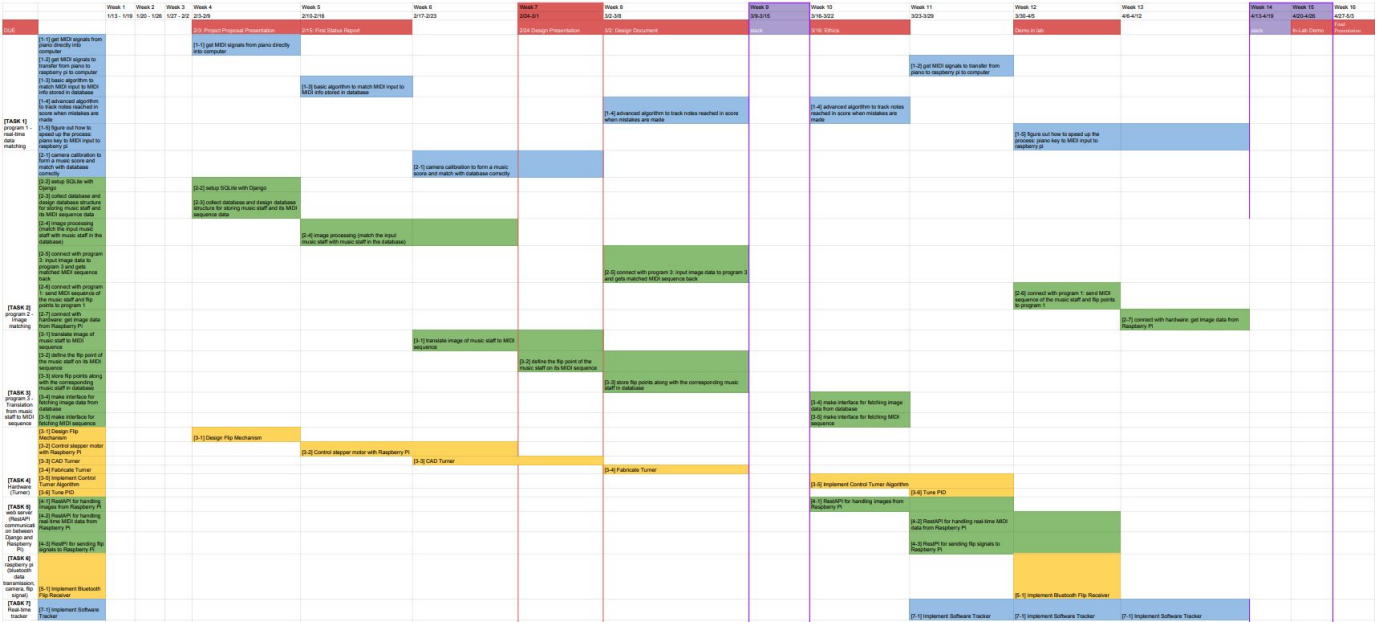 Week 1 Week 2 Week 3 Week 4 Week 5 Week 6 Week 7 Week 8 Week 9 Week 10 Week 11 Week 12 Week 13 Week 14 Week 15 Week 16
1/13 - 1/19 1/20 - 1/26 1/27 - 2/2 2/3-2/9 2/10-2/16 2/17-2/23 2/24-3/1 3/2-3/8 3/9-3/15 3/16-3/22 3/23-3/29 3/30-4/5 4/6-4/12 4/13-4/19 4/20-4/26 4/27-5/3
DUE 2/3: Project Proposal Presentation 2/15: First Status Report 2/24 Design Presentation 3/2: Design Document slack 3/16: Ethics Demo in lab slack In-Lab Demo Final
Presentation
[TASK 1]
program 1 -
real-time
data
matching
[1-1] get MIDI signals from
piano directly into
computer
[1-1] get MIDI signals from piano directly
into computer
[1-2] get MIDI signals to
transfer from piano to
raspberry pi to computer
[1-2] get MIDI signals to transfer from
piano to raspberry pi to computer
[1-3] basic algorithm to
match MIDI input to MIDI
info stored in database
[1-3] basic algorithm to match MIDI input to
MIDI info stored in database
[1-4] advanced algorithm
to track notes reached in
score when mistakes are
made
[1-4] advanced algorithm to track notes reached in score
when mistakes are made
[1-4] advanced algorithm to track notes
reached in score when mistakes are
made
[1-5] figure out how to
speed up the process:
piano key to MIDI input to
raspberry pi
[1-5] figure out how to speed up the
process: piano key to MIDI input to
raspberry pi
[2-1] camera calibration to
form a music score and
match with database
correctly
[2-1] camera calibration to form a music
score and match with database correctly
[TASK 2]
program 2 -
Image
matching
[2-2] setup SQLite with
Django
[2-2] setup SQLite with Django
[2-3] collect database and
design database structure
for storing music staff and
its MIDI sequence data
[2-3] collect database and design database
structure for storing music staff and its MIDI
sequence data
[2-4] image processing
(match the input music
staff with music staff in the
database)
[2-4] image processing (match the input
music staff with music staff in the database)
[2-5] connect with program
3: input image data to
program 3 and gets
matched MIDI sequence
back
[2-5] connect with program 3: input image data to program 3
and gets matched MIDI sequence back
[2-6] connect with program
1: send MIDI sequence of
the music staff and flip
points to program 1
[2-6] connect with program 1: send MIDI
sequence of the music staff and flip points
to program 1
[2-7] connect with
hardware: get image data
from Raspberry Pi
[2-7] connect with hardware: get image data from
Raspberry Pi
[TASK 3]
program 3 -
Translation
from music
staff to MIDI
sequence
[3-1] translate image of
music staff to MIDI
sequence
[3-1] translate image of music staff to MIDI
sequence
[3-2] define the flip point of
the music staff on its MIDI
sequence
[3-2] define the flip point of the
music staff on its MIDI sequence
[3-3] store flip points along
with the corresponding
music staff in database
[3-3] store flip points along with the corresponding music
staff in database
[3-4] make interface for
fetching image data from
database
[3-4] make interface for fetching image
data from database
[3-5] make interface for
fetching MIDI sequence
[3-5] make interface for fetching MIDI
sequence
[TASK 4]
Hardware
(Turner)
[3-1] Design Flip
Mechanism
[3-1] Design Flip Mechanism
[3-2] Control stepper motor
with Raspberry Pi
[3-2] Control stepper motor with Raspberry Pi
[3-3] CAD Turner
[3-3] CAD Turner
[3-4] Fabricate Turner
[3-4] Fabricate Turner
[3-5] Implement Control
Turner Algorithm
[3-5] Implement Control Turner Algorithm
[3-6] Tune PID
[3-6] Tune PID
[TASK 5]
web server
(RestAPI
communicati
on between
Django and
Raspberry
Pi)
[4-1] RestAPI for handling
images from Raspberry Pi
[4-1] RestAPI for handling images from
Raspberry Pi
[4-2] RestAPI for handling
real-time MIDI data from
Raspberry Pi
[4-2] RestAPI for handling real-time MIDI
data from Raspberry Pi
[4-3] RestPI for sending flip
signals to Raspberry Pi
[4-3] RestPI for sending flip signals to
Raspberry Pi
[TASK 6]
raspberry pi
(bluetooth
data
transmission,
camera, flip
signal)
[5-1] Implement Bluetooth
Flip Receiver
[5-1] Implement Bluetooth Flip Receiver
[TASK 7]
Real-time
tracker
[7-1] Implement Software
Tracker
[7-1] Implement Software Tracker [7-1] Implement Software Tracker [7-1] Implement Software Tracker